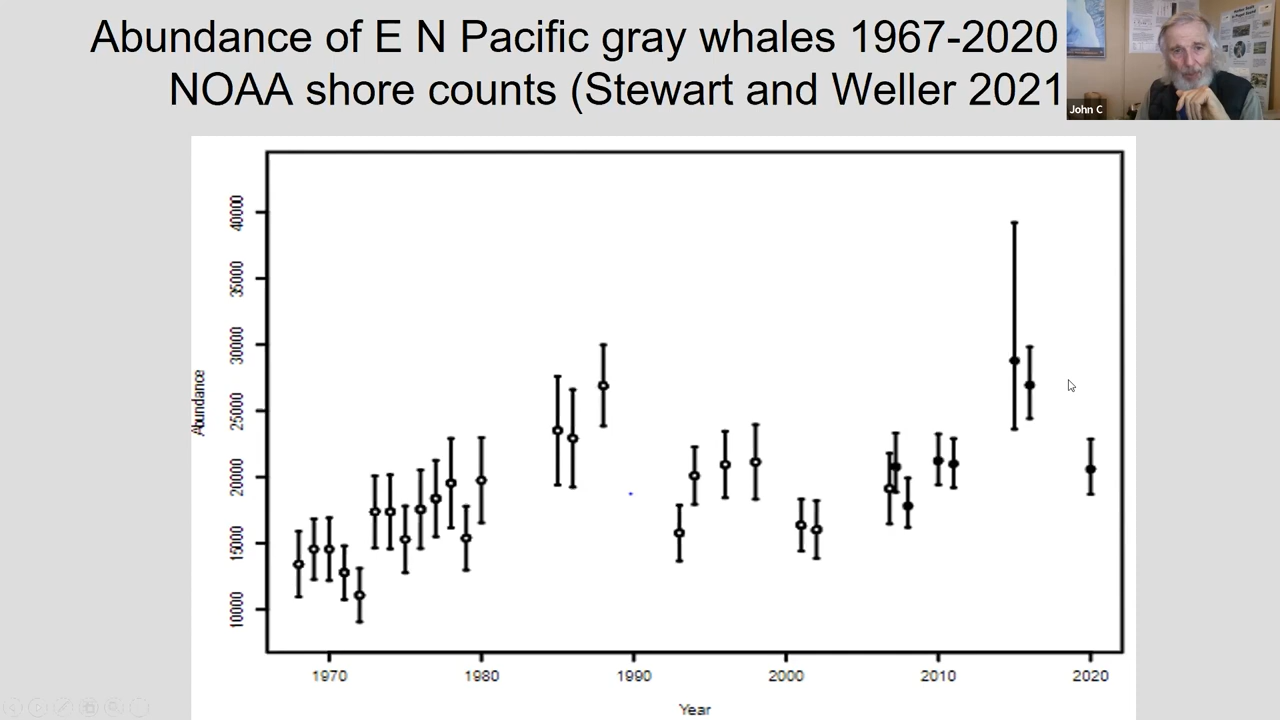 Abundance of E N Pacific gray whales 1967-2020
NOAA shore counts (Stewart and Weller 2021
John C
Abundance
40000
35000
30000
25000
20000
15000
10000
1970
1980
1990
2000
2010
2020
Year